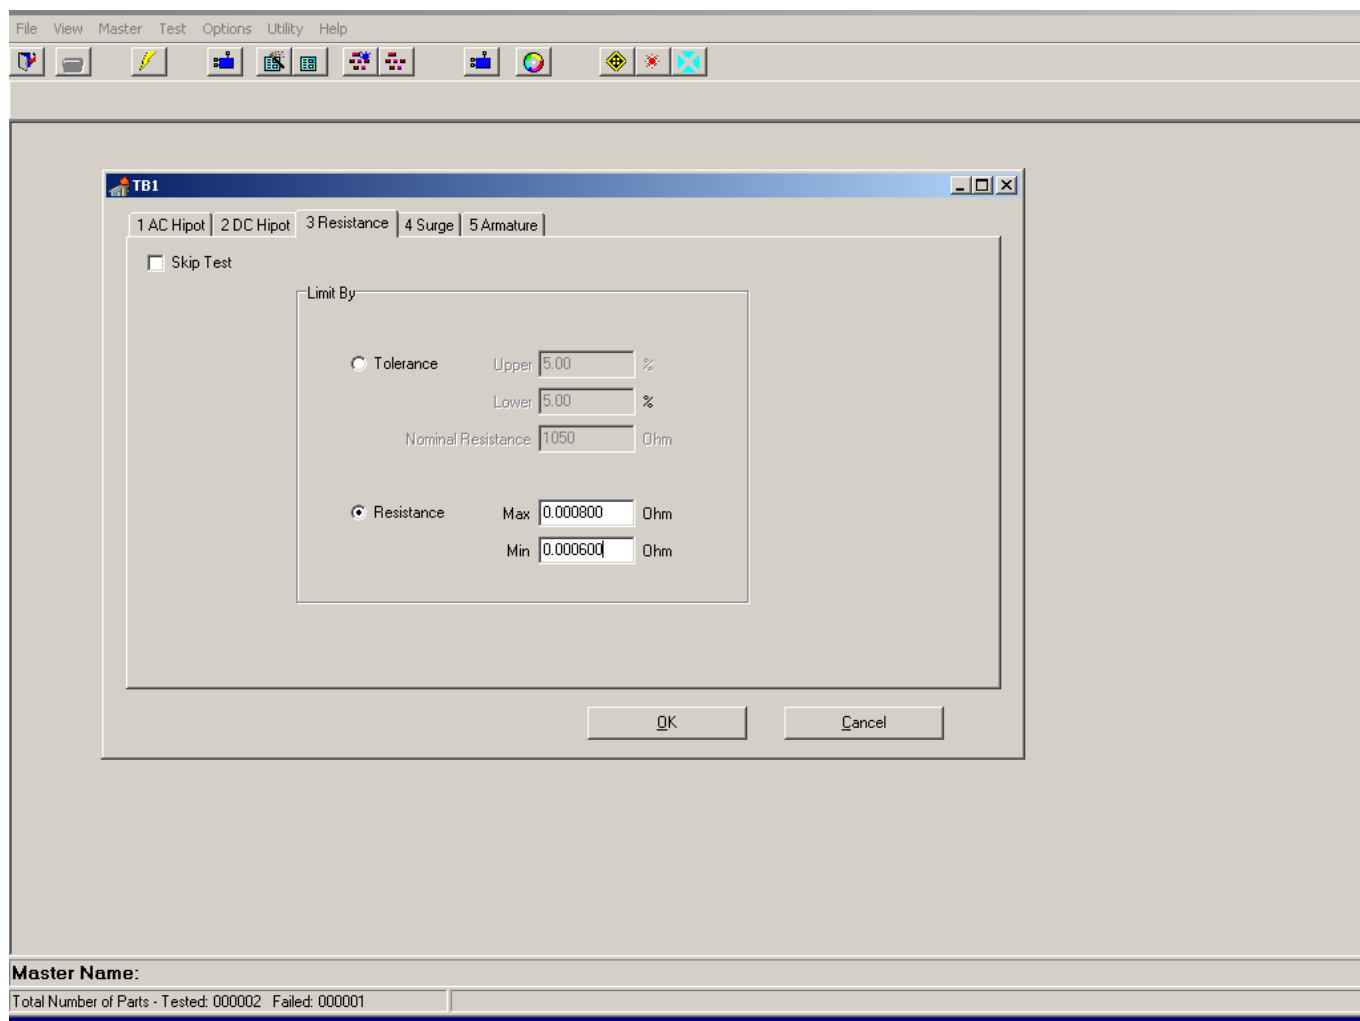 File View Master Test Options Utility Help
TB1
1 AC Hipot 2 DC Hipot 3 Resistance 4 Surge 5 Armature
Skip Test
Limit By
Tolerance Upper 5.00 %
Lower 5.00 %
Nominal Resistance 1050 Ohm
Resistance Max 0.000800 Ohm
Min 0.000600 Ohm
OK Cancel
Master Name:
Total Number of Parts - Tested: 000002 Failed: 000001